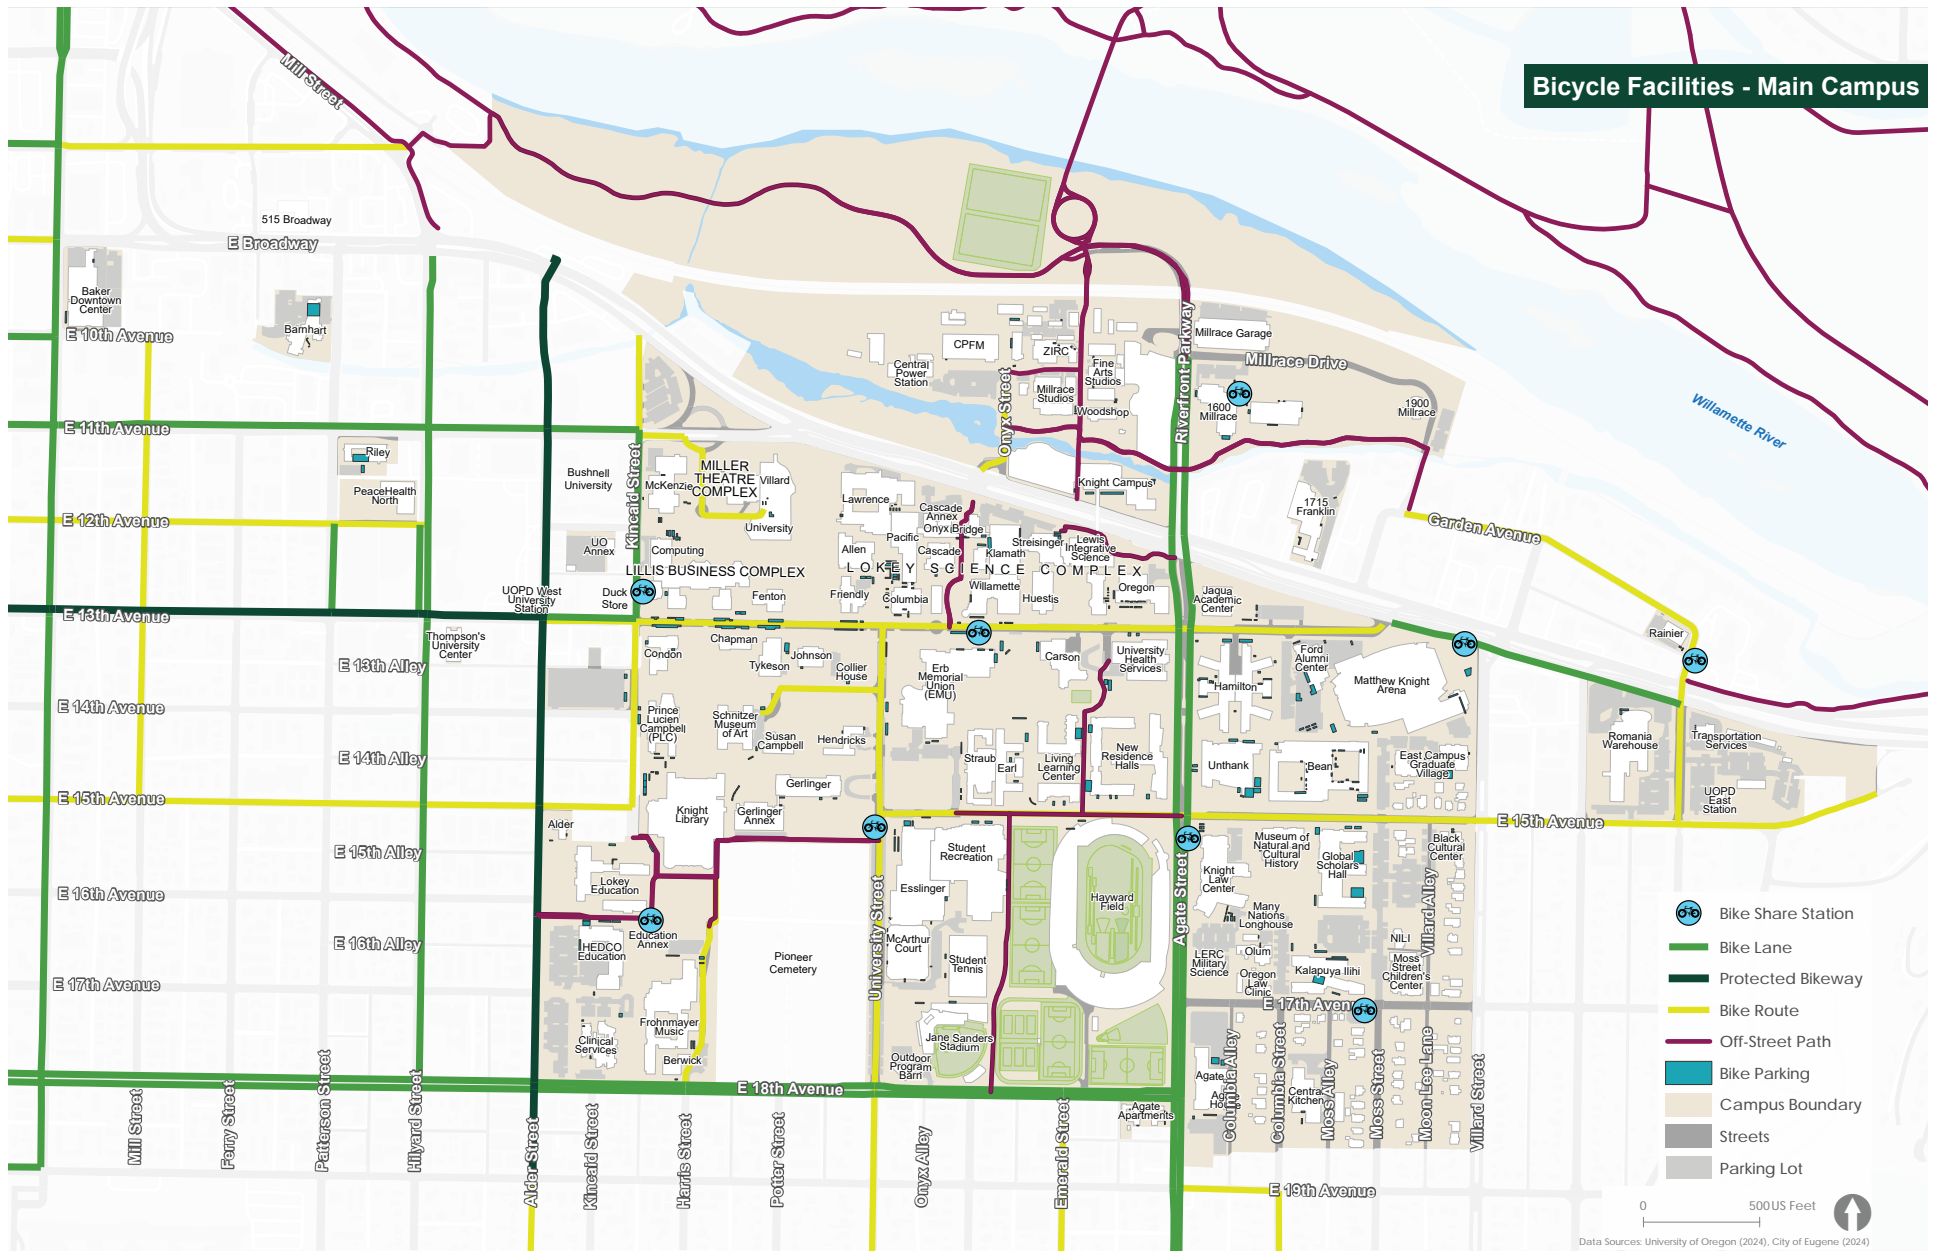 Bicycle Facilities - Main Campus
Mill Street
515 Broadway
E Broadway
Baker
Downtown
Center
Barnhart
E 10th Avenue
Millrace Garage
Millrace Drive
CPFM
ZIRC
Central
Power
Station
Fine
Arts
Studios
Millrace
Studios
Woodshop
Onyx Street
Riverfront Parkway
1600
Millrace
1900
Millrace
Willamette River
E 11th Avenue
Riley
PeaceHealth
North
Bushnell
University
Kincaid Street
McKenzie
MILLER
THEATRE
COMPLEX
Villard
University
Lawrence
Cascade
Annex
Onyx Bridge
Pacific
Knight Campus
1715
Franklin
Garden Avenue
E 12th Avenue
UO
Annex
Computing
Allen
Cascade
Klamath
Streisinger
Lewis
Integrative
Science
LILLIS BUSINESS COMPLEX
LOKEY SCIENCE COMPLEX
UOPD West
University
Station
Duck
Store
Fenton
Friendly
Columbia
Willamette
Huestis
Oregon
Jaqua
Academic
Center
E 13th Avenue
Thompson's
University
Center
E 13th Alley
Condon
Chapman
Tykeson
Johnson
Collier
House
Erb
Memorial
Union
(EMU)
Carson
University
Health
Services
Hamilton
Ford
Alumni
Center
Matthew Knight
Arena
Rainier
E 14th Avenue
Prince
Lucien
Campbell
(PLC)
Schnitzer
Museum
of Art
Susan
Campbell
Hendricks
E 14th Alley
Straub
Earl
Living
Learning
Center
New
Residence
Halls
Unthank
Bean
East Campus
Graduate
Village
Romania
Warehouse
Transportation
Services
UOPD
East
Station
Gerlinger
E 15th Avenue
Alder
Knight
Library
Gerlinger
Annex
E 15th Avenue
E 15th Alley
Student
Recreation
Museum of
Natural and
Cultural
History
Global
Scholars
Hall
Black
Cultural
Center
Lokey
Education
Esslinger
Hayward
Field
Knight
Law
Center
E 16th Avenue
Education
Annex
HEDCO
Education
E 16th Alley
University Street
Agate Street
Many
Nations
Longhouse
Villard Alley
NILI
McArthur
Court
Student
Tennis
Pioneer
Cemetery
LERC
Military
Science
Olum
Oregon
Law
Clinic
Kalapuya Ilihi
Moss
Street
Children's
Center
E 17th Avenue
E 17th Avenu
Frohnmayer
Music
Clinical
Services
Berwick
Jane Sanders
Stadium
Outdoor
Program
Barn
E 18th Avenue
Agate
Central
Kitchen
Agate
Apartments
Mill Street
Ferry Street
Patterson Street
Hilyard Street
Alder Street
Kincaid Street
Harris Street
Potter Street
Onyx Alley
Emerald Street
Columbia Alley
Columbia Street
Moss Alley
Moss Street
Moon Lee Lane
Villard Street
E 19th Avenue
Bike Share Station
Bike Lane
Protected Bikeway
Bike Route
Off-Street Path
Bike Parking
Campus Boundary
Streets
Parking Lot
0 500 US Feet
Data Sources: University of Oregon (2024), City of Eugene (2024)